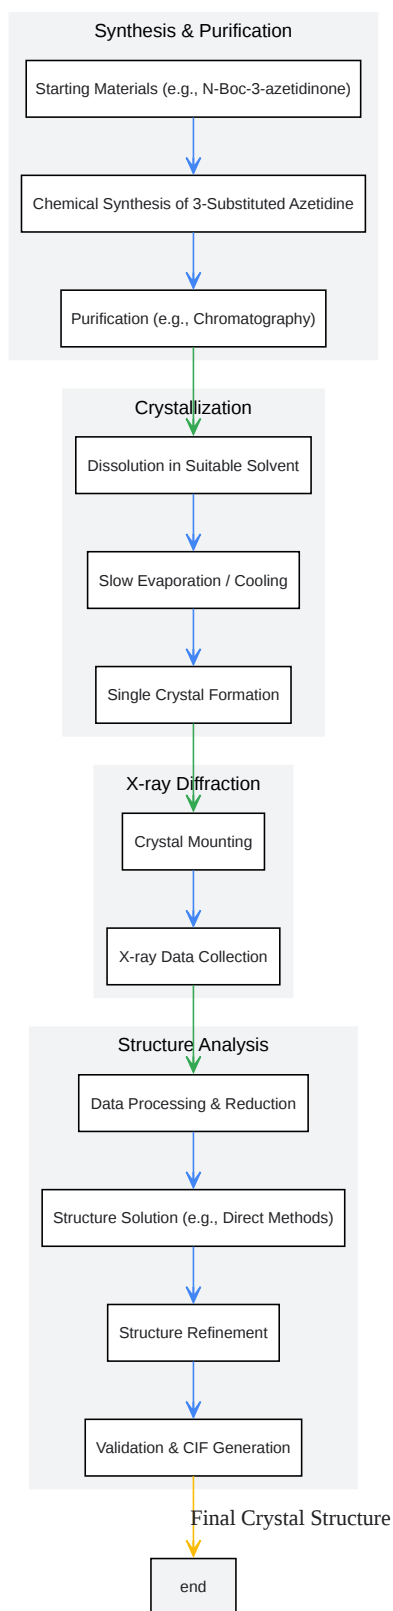 Synthesis & Purification
Starting Materials (e.g., N-Boc-3-azetidinone)
Chemical Synthesis of 3-Substituted Azetidine
Purification (e.g., Chromatography)
Crystallization
Dissolution in Suitable Solvent
Slow Evaporation / Cooling
Single Crystal Formation
X-ray Diffraction
Crystal Mounting
X-ray Data Collection
Structure Analysis
Data Processing & Reduction
Structure Solution (e.g., Direct Methods)
Structure Refinement
Validation & CIF Generation
Final Crystal Structure
end